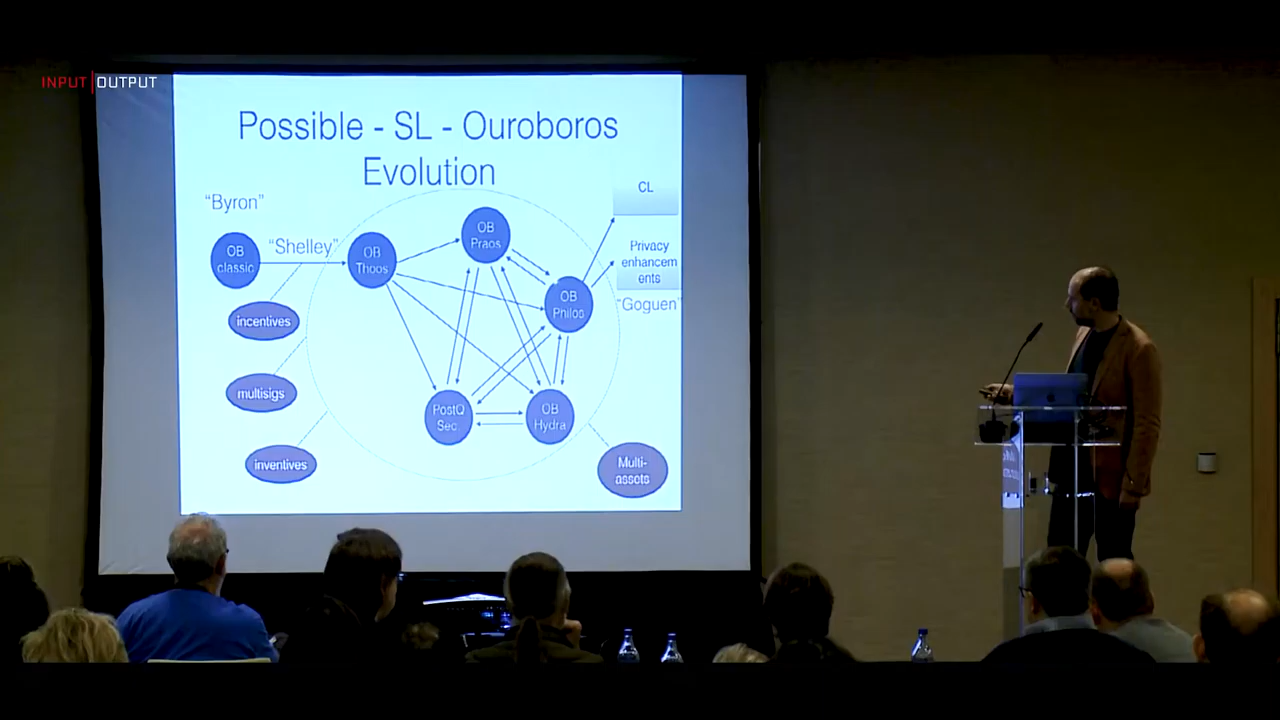 INPUT|OUTPUT
Possible - SL - Ouroboros
Evolution
"Byron"
CL
"Shelley"
OB
Praos
OB
classic
OB
Thoos
Privacy
enhancem
ents
"Goguen"
OB
Philos
incentives
multisigs
PostQ
Sec
OB
Hydra
inventives
Multi-
assets